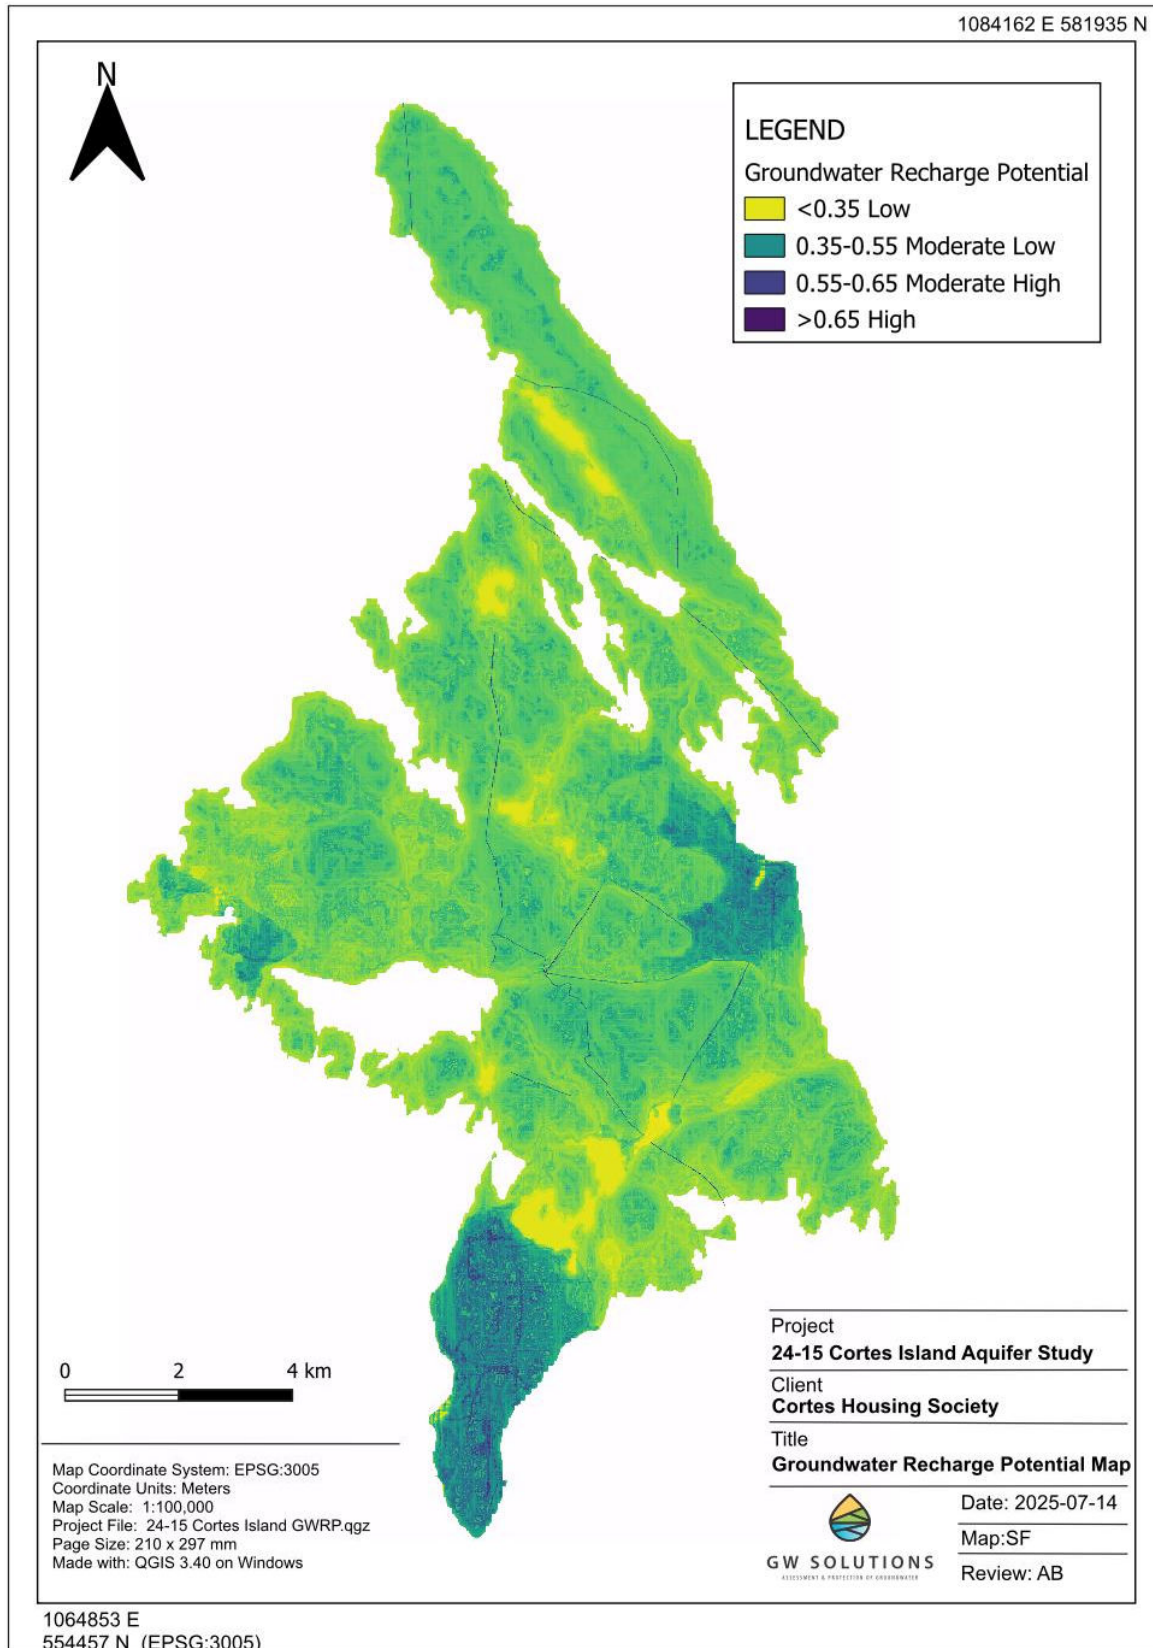 1084162 E 581935 N
N
LEGEND
Groundwater Recharge Potential
<0.35 Low
0.35-0.55 Moderate Low
0.55-0.65 Moderate High
>0.65 High
0 2 4 km
Map Coordinate System: EPSG:3005
Coordinate Units: Meters
Map Scale: 1:100,000
Project File: 24-15 Cortes Island GWRP.qgz
Page Size: 210 x 297 mm
Made with: QGIS 3.40 on Windows
Project
24-15 Cortes Island Aquifer Study
Client
Cortes Housing Society
Title
Groundwater Recharge Potential Map
GW SOLUTIONS
ASSESSMENT & PROTECTION OF GROUNDWATER
Date: 2025-07-14
Map:SF
Review: AB
1064853 E
554457 N (EPSG:3005)